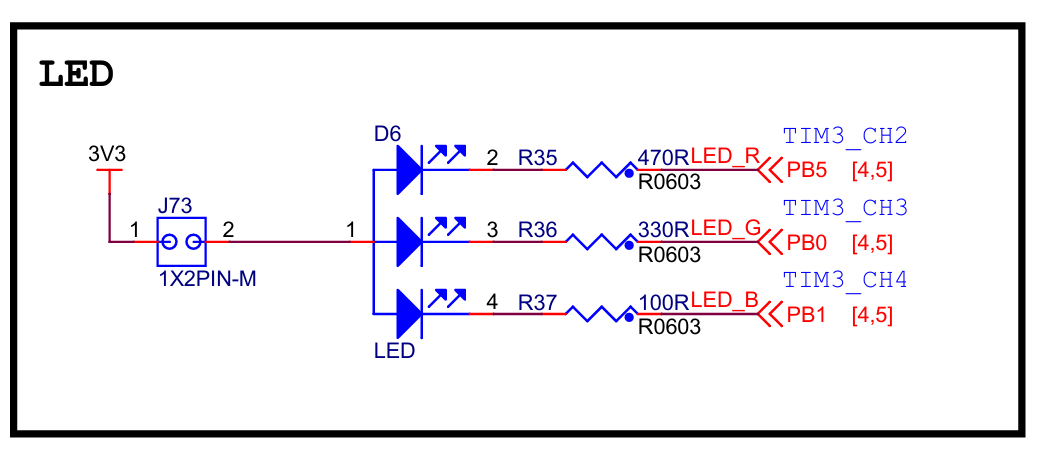 LED
3V3
J73
1
2
1X2PIN-M
1
D6
LED
2
R35
470R
R0603
LED_R
TIM3_CH2
PB5
[4,5]
3
R36
330R
R0603
LED_G
TIM3_CH3
PB0
[4,5]
4
R37
100R
R0603
LED_B
TIM3_CH4
PB1
[4,5]